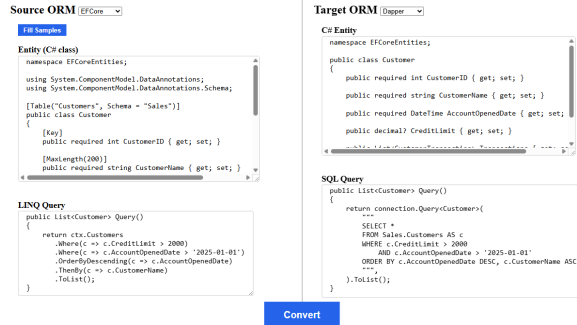 Source ORM EFCore
Fill Samples
Entity (C# class)
namespace EFCoreEntities;
using System.ComponentModel.DataAnnotations;
using System.ComponentModel.DataAnnotations.Schema;
[Table("Customers", Schema = "Sales")]
public class Customer
{
[Key]
public required int CustomerID { get; set; }
[MaxLength(200)]
public required string CustomerName { get; set; }
LINQ Query
public List<Customer> Query()
{
return ctx.Customers
.Where(c => c.CreditLimit > 2000)
.Where(c => c.AccountOpenedDate > '2025-01-01')
.OrderByDescending(c => c.AccountOpenedDate)
.ThenBy(c => c.CustomerName)
.ToList();
}
Target ORM Dapper
C# Entity
namespace EFCoreEntities;
public class Customer
{
public required int CustomerID { get; set; }
public required string CustomerName { get; set; }
public required DateTime AccountOpenedDate { get; set;
public decimal? CreditLimit { get; set; }
SQL Query
public List<Customer> Query()
{
return connection.Query<Customer>(
"""
SELECT *
FROM Sales.Customers AS c
WHERE c.CreditLimit > 2000
AND c.AccountOpenedDate > '2025-01-01'
ORDER BY c.AccountOpenedDate DESC, c.CustomerName ASC
""",
).ToList();
}
Convert